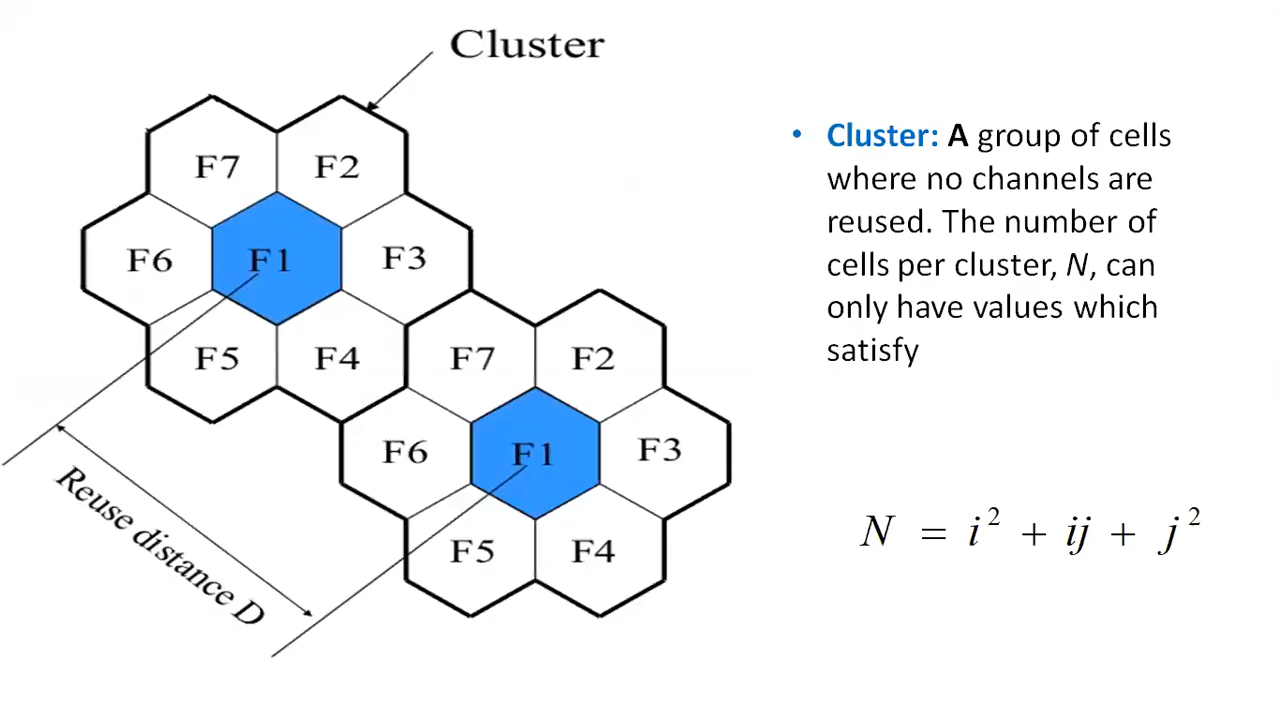 Cluster
F7 F2
F6 F1 F3
F5 F4 F7 F2
F6 F1 F3
F5 F4
Reuse distance D
• Cluster: A group of cells
where no channels are
reused. The number of
cells per cluster, N, can
only have values which
satisfy
N = i² + ij + j²